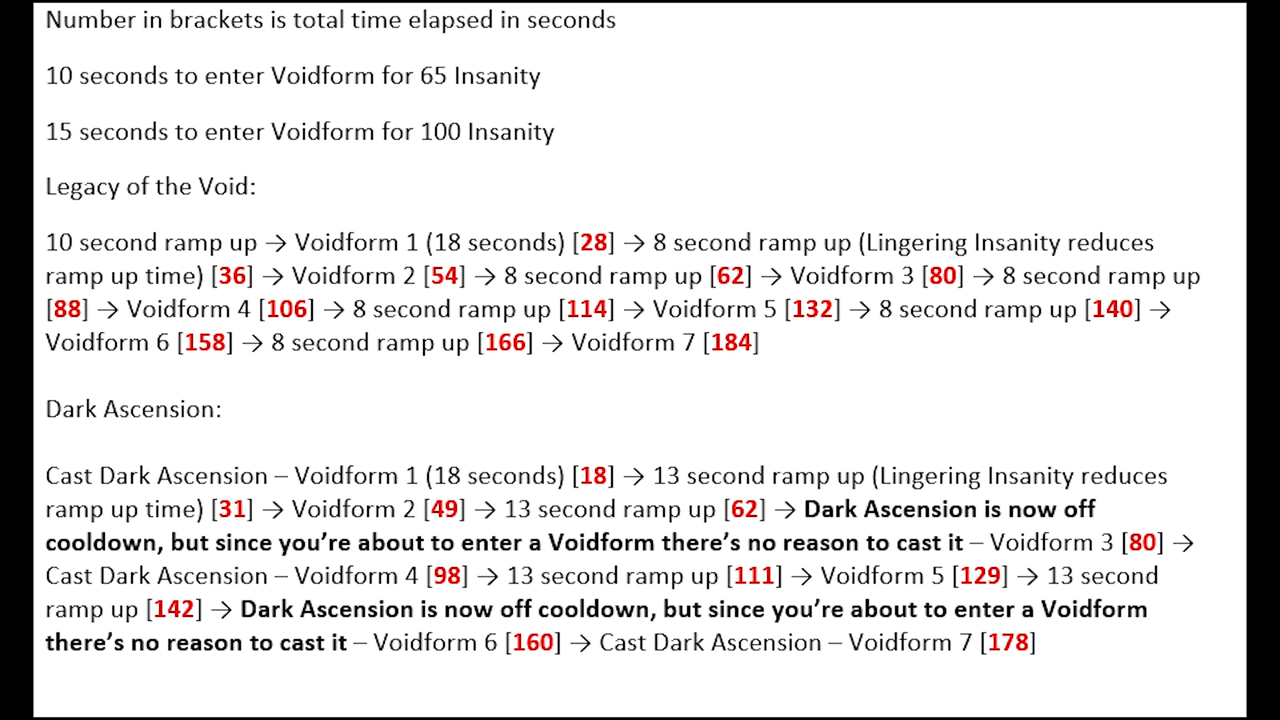 Number in brackets is total time elapsed in seconds
10 seconds to enter Voidform for 65 Insanity
15 seconds to enter Voidform for 100 Insanity
Legacy of the Void:
10 second ramp up → Voidform 1 (18 seconds) [28] → 8 second ramp up (Lingering Insanity reduces
ramp up time) [36] → Voidform 2 [54] → 8 second ramp up [62] → Voidform 3 [80] → 8 second ramp up
[88] → Voidform 4 [106] → 8 second ramp up [114] → Voidform 5 [132] → 8 second ramp up [140] →
Voidform 6 [158] → 8 second ramp up [166] → Voidform 7 [184]
Dark Ascension:
Cast Dark Ascension – Voidform 1 (18 seconds) [18] → 13 second ramp up (Lingering Insanity reduces
ramp up time) [31] → Voidform 2 [49] → 13 second ramp up [62] → Dark Ascension is now off
cooldown, but since you’re about to enter a Voidform there’s no reason to cast it – Voidform 3 [80] →
Cast Dark Ascension – Voidform 4 [98] → 13 second ramp up [111] → Voidform 5 [129] → 13 second
ramp up [142] → Dark Ascension is now off cooldown, but since you’re about to enter a Voidform
there’s no reason to cast it – Voidform 6 [160] → Cast Dark Ascension – Voidform 7 [178]